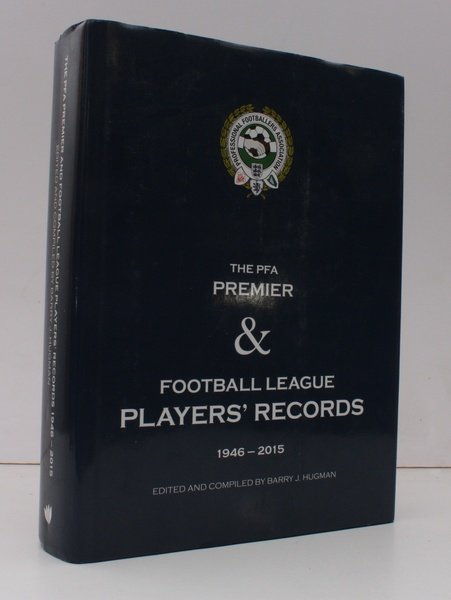 THE PFA PREMIER AND FOOTBALL LEAGUE PLAYERS' RECORDS 1946 – 2015
EDITED AND COMPILED BY BARRY J. HUGMAN
PROFESSIONAL FOOTBALLERS ASSOCIATION
THE PFA
PREMIER
&
FOOTBALL LEAGUE
PLAYERS' RECORDS
1946 – 2015
EDITED AND COMPILED BY BARRY J. HUGMAN